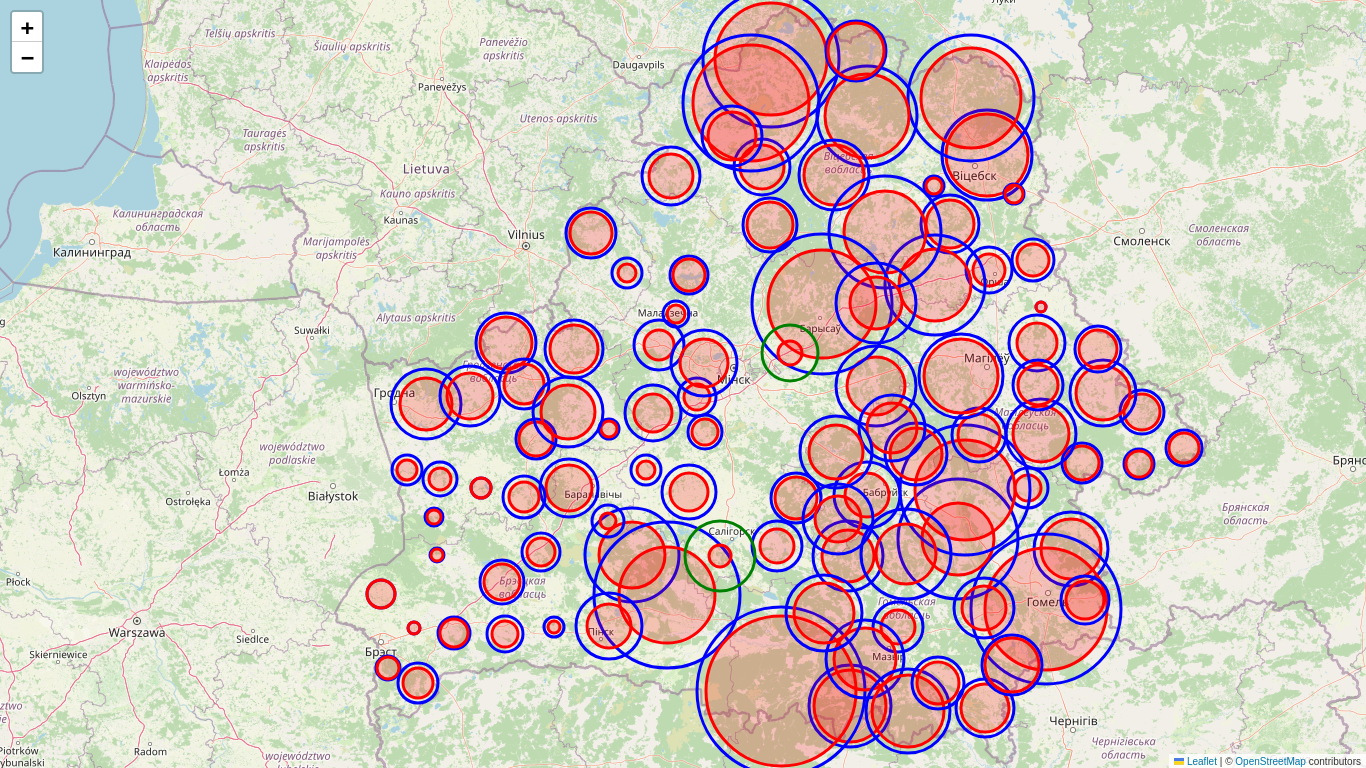 +
−
Луки
Telšių apskritis
Šiaulių apskritis
Panevėžio
apskritis
Klaipėdos
apskritis
Daugavpils
Panevėžys
Utenos apskritis
Tauragės
apskritis
Lietuva
Віцебская
вобласць
Віцебск
Kauno apskritis
Калининградская
область
Kaunas
Vilnius
Marijampolės
apskritis
Калининград
Смоленск
Смоленская
область
Орша
Alytaus apskritis
Маладзечна
Suwałki
Барысаў
województwo
warmińsko-
mazurskie
Гродзенская
вобласць
Мінск
Магілёў
Гродна
Olsztyn
Магілёўская
вобласць
województwo
podlaskie
Łomża
Брянс
Ostrołęka
Białystok
Баранавічы
Бабруйск
Брянская
область
Салігорск
Płock
Брэсцкая
вобласць
Гомельская
вобласць
Гомель
Warszawa
Siedlce
Пінск
Skierniewice
Брэст
Мазыр
Чернігів
Piotrków
Trybunalski
Radom
województwo
Чернігівська
область
Leaflet | © OpenStreetMap contributors